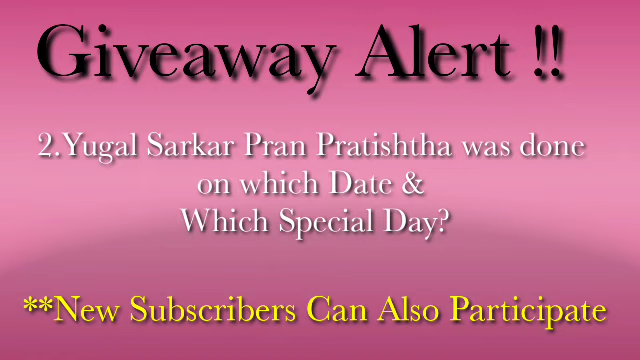 Giveaway Alert !!
2.Yugal Sarkar Pran Pratishtha was done
on which Date &
Which Special Day?
**New Subscribers Can Also Participate